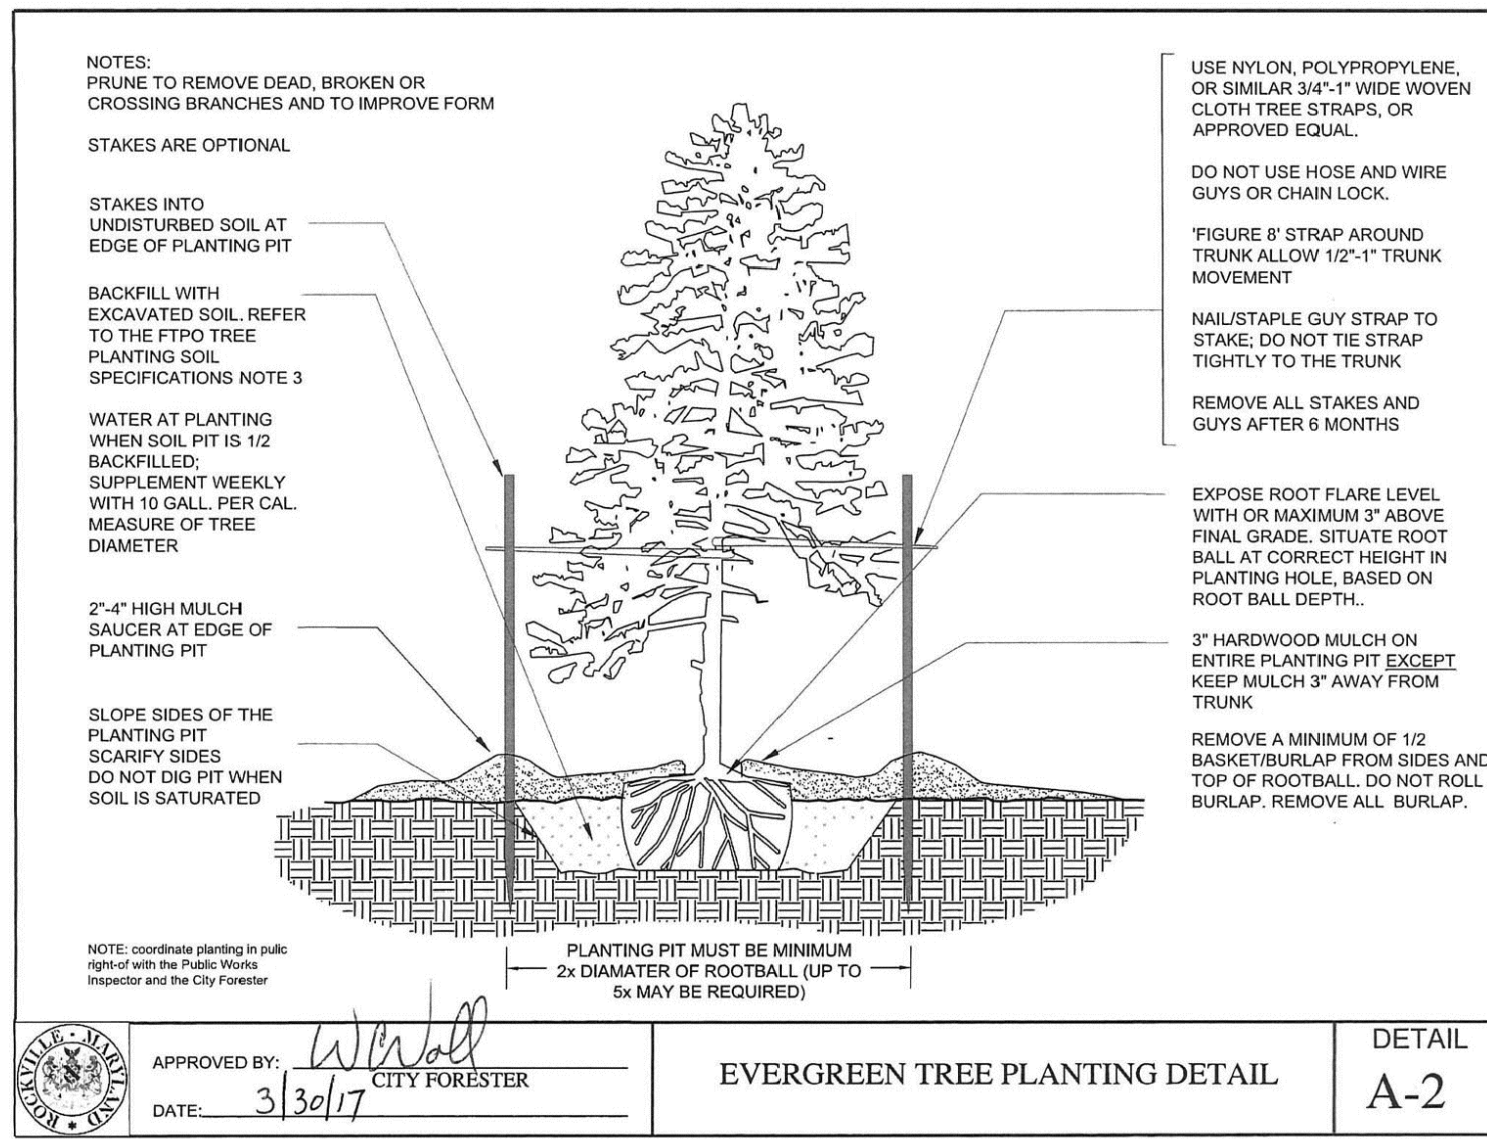 NOTES:
PRUNE TO REMOVE DEAD, BROKEN OR
CROSSING BRANCHES AND TO IMPROVE FORM
STAKES ARE OPTIONAL
STAKES INTO
UNDISTURBED SOIL AT
EDGE OF PLANTING PIT
BACKFILL WITH
EXCAVATED SOIL. REFER
TO THE FTPO TREE
PLANTING SOIL
SPECIFICATIONS NOTE 3
WATER AT PLANTING
WHEN SOIL PIT IS 1/2
BACKFILLED;
SUPPLEMENT WEEKLY
WITH 10 GALL. PER CAL.
MEASURE OF TREE
DIAMETER
2"-4" HIGH MULCH
SAUCER AT EDGE OF
PLANTING PIT
SLOPE SIDES OF THE
PLANTING PIT
SCARIFY SIDES
DO NOT DIG PIT WHEN
SOIL IS SATURATED
USE NYLON, POLYPROPYLENE,
OR SIMILAR 3/4"-1" WIDE WOVEN
CLOTH TREE STRAPS, OR
APPROVED EQUAL.
DO NOT USE HOSE AND WIRE
GUYS OR CHAIN LOCK.
'FIGURE 8' STRAP AROUND
TRUNK ALLOW 1/2"-1" TRUNK
MOVEMENT
NAIL/STAPLE GUY STRAP TO
STAKE; DO NOT TIE STRAP
TIGHTLY TO THE TRUNK
REMOVE ALL STAKES AND
GUYS AFTER 6 MONTHS
EXPOSE ROOT FLARE LEVEL
WITH OR MAXIMUM 3" ABOVE
FINAL GRADE. SITUATE ROOT
BALL AT CORRECT HEIGHT IN
PLANTING HOLE, BASED ON
ROOT BALL DEPTH..
3" HARDWOOD MULCH ON
ENTIRE PLANTING PIT EXCEPT
KEEP MULCH 3" AWAY FROM
TRUNK
REMOVE A MINIMUM OF 1/2
BASKET/BURLAP FROM SIDES AND
TOP OF ROOTBALL. DO NOT ROLL
BURLAP. REMOVE ALL BURLAP.
NOTE: coordinate planting in pulic
right-of with the Public Works
Inspector and the City Forester
PLANTING PIT MUST BE MINIMUM
2x DIAMATER OF ROOTBALL (UP TO
5x MAY BE REQUIRED)
ROCKVILLE · MARYLAND
APPROVED BY:
CITY FORESTER
DATE: 3/30/17
EVERGREEN TREE PLANTING DETAIL
DETAIL
A-2